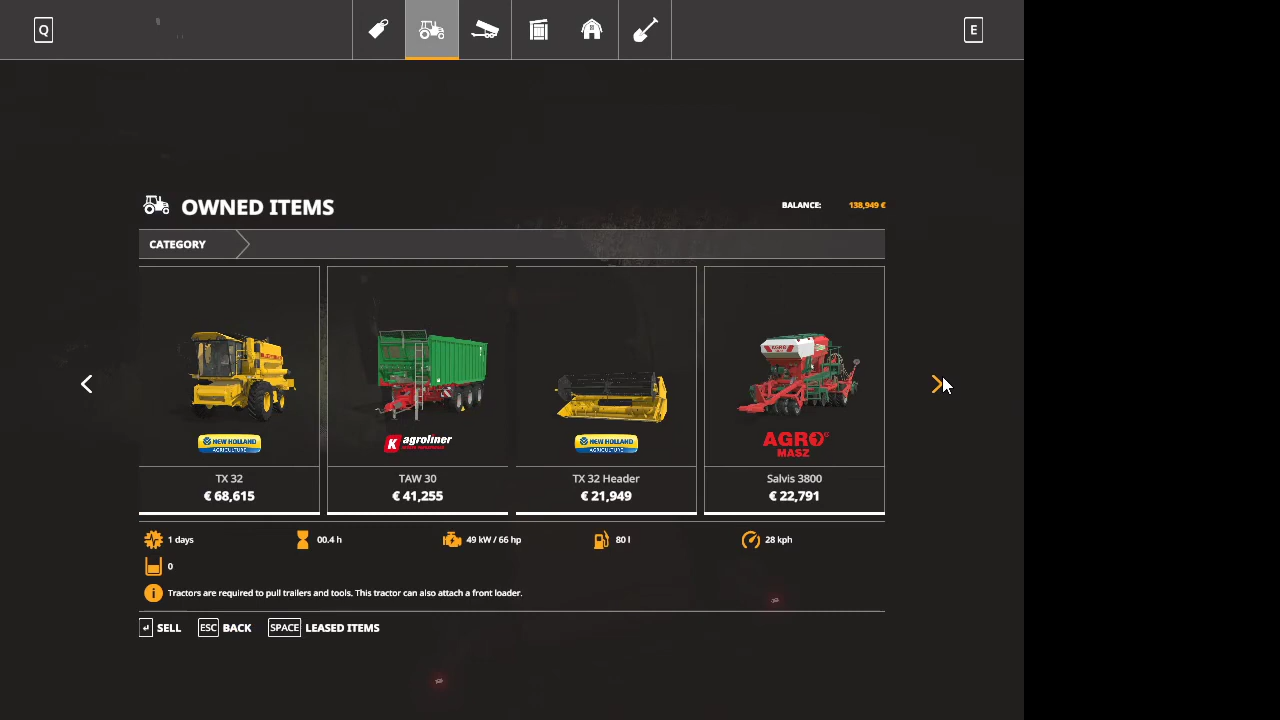 Q
E
OWNED ITEMS
BALANCE: 138,949 €
CATEGORY
NEW HOLLAND AGRICULTURE
K agroliner
NEW HOLLAND AGRICULTURE
AGRO MASZ
TX 32
TAW 30
TX 32 Header
Salvis 3800
€ 68,615
€ 41,255
€ 21,949
€ 22,791
1 days
00.4 h
49 kW / 66 hp
80 l
28 kph
0
Tractors are required to pull trailers and tools. This tractor can also attach a front loader.
SELL
ESC BACK
SPACE LEASED ITEMS